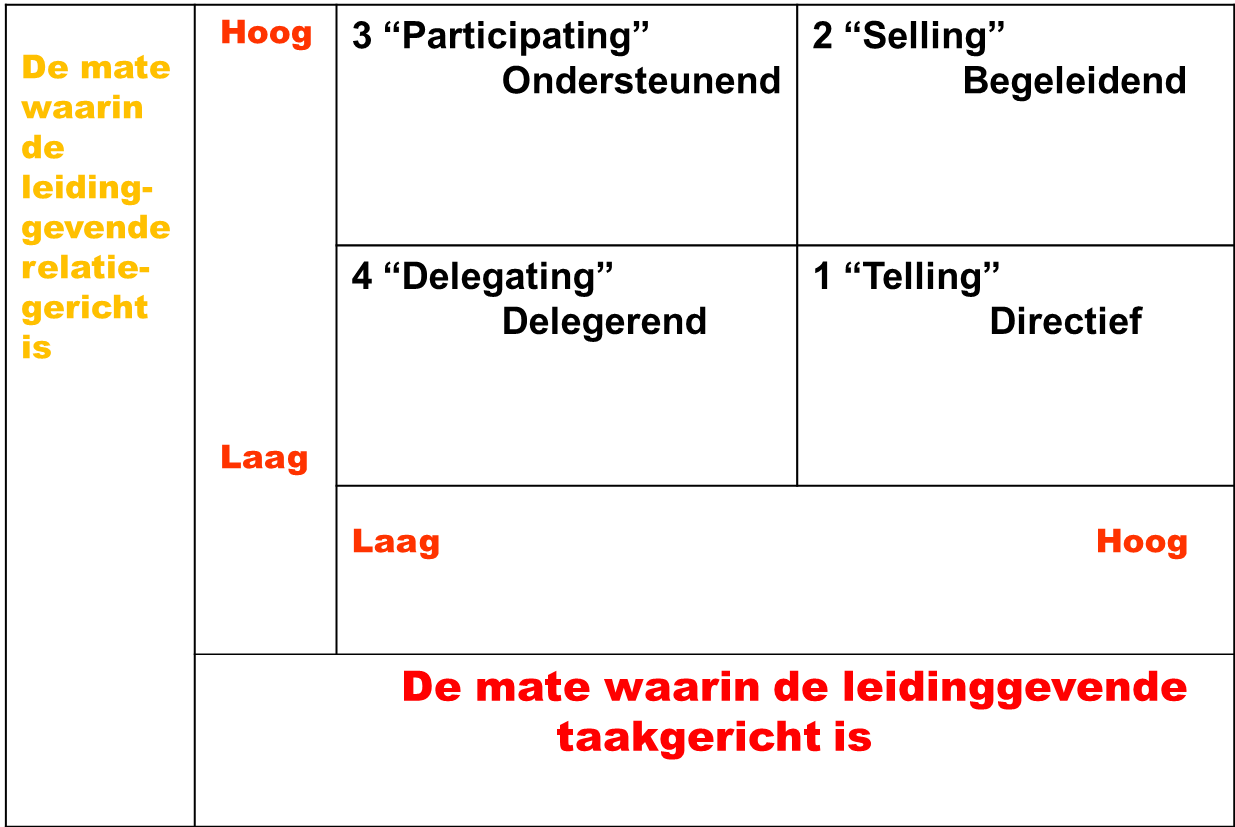 De mate
waarin
de
leiding-
gevende
relatie-
gericht
is
Hoog
Laag
3 “Participating”
Ondersteunend
2 “Selling”
Begeleidend
4 “Delegating”
Delegerend
1 “Telling”
Directief
Laag
Hoog
De mate waarin de leidinggevende
taakgericht is